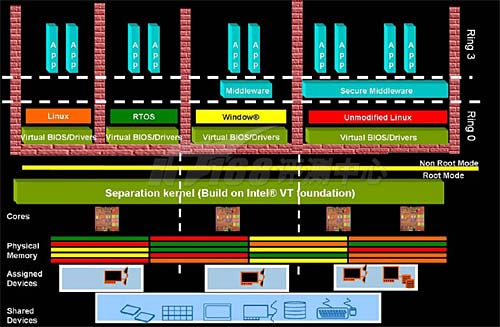 App App App App App App App App App App
Ring 3
Middleware Secure Middleware
Linux RTOS Window® Unmodified Linux
Ring 0
Virtual BIOS/Drivers Virtual BIOS/Drivers Virtual BIOS/Drivers Virtual BIOS/Drivers
Non Root Mode
Root Mode
Separation kernel (Build on Intel® VT foundation)
Cores
Physical
Memory
Assigned
Devices
Shared
Devices